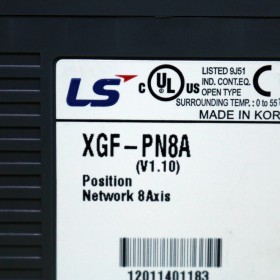 LS
C UL US
LISTED 9J51
IND. CONT. EQ.
OPEN TYPE
SURROUNDING TEMP. : 0 to 55
MADE IN KOR
XGF-PN8A
(V1.10)
Position
Network 8Axis
12011401183